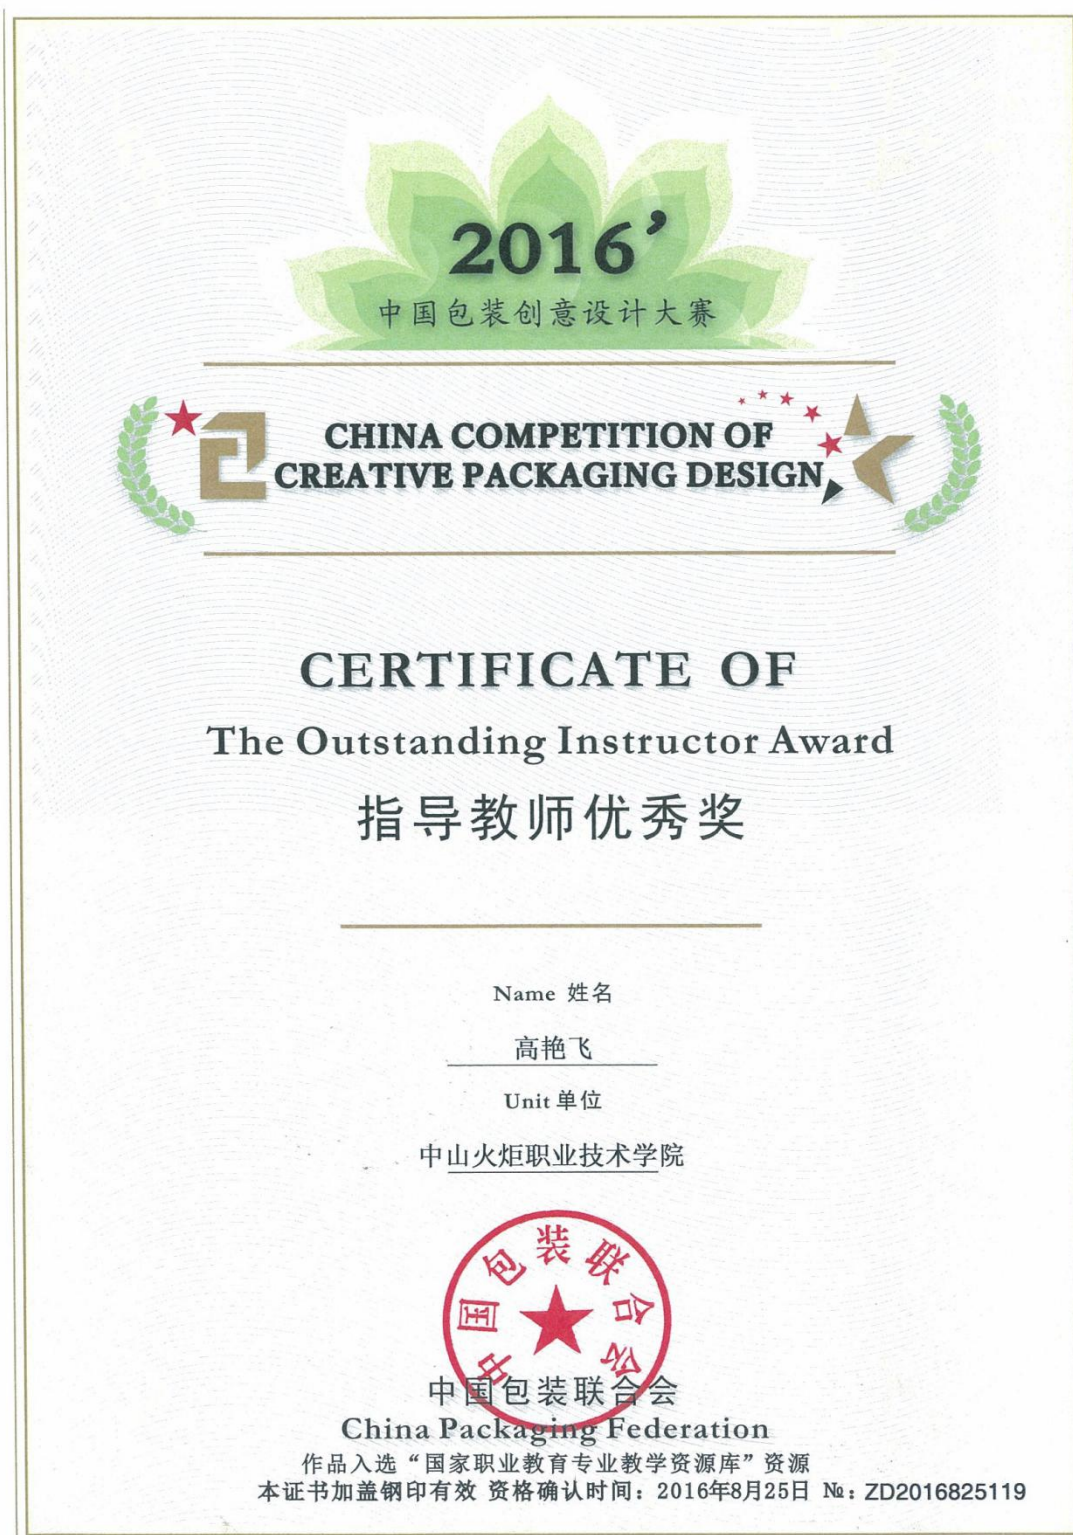 2016’
中国包装创意设计大赛
CHINA COMPETITION OF
CREATIVE PACKAGING DESIGN
CERTIFICATE OF
The Outstanding Instructor Award
指导教师优秀奖
Name 姓名
高艳飞
Unit 单位
中山火炬职业技术学院
中国包装联合会
中国包装联合会
China Packaging Federation
作品入选“国家职业教育专业教学资源库”资源
本证书加盖钢印有效 资格确认时间：2016年8月25日 №：ZD2016825119